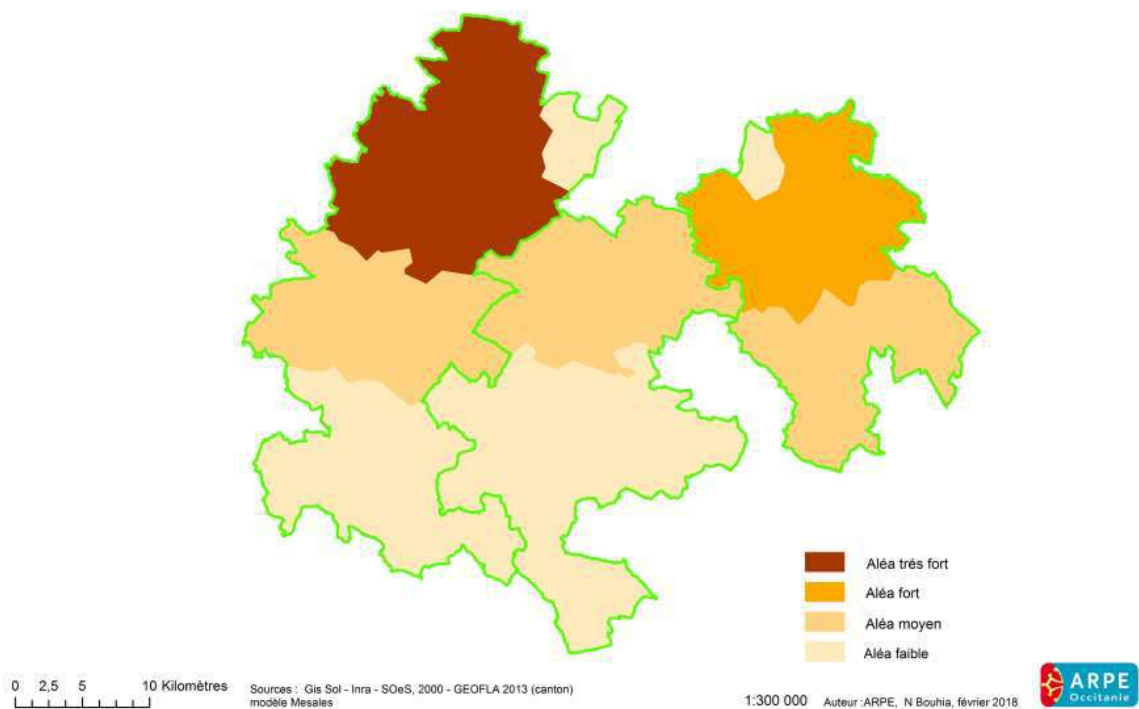 Aléa trés fort
Aléa fort
Aléa moyen
Aléa faible
0 2,5 5 10 Kilomètres
Sources : Gis Sol - Inra - SOeS, 2000 - GEOFLA 2013 (canton)
modèle Mesales
1:300 000
Auteur :ARPE, N Bouhia, février 2018
ARPE
Occitanie